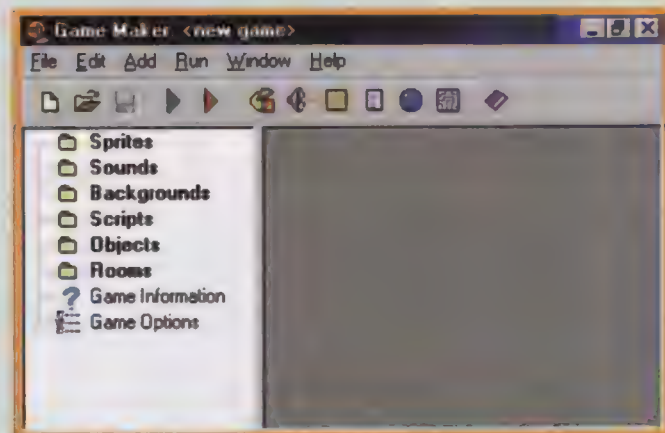 Game Maker <new game>
File Edit Add Run Window Help
Sprites
Sounds
Backgrounds
Scripts
Objects
Rooms
Game Information
Game Options